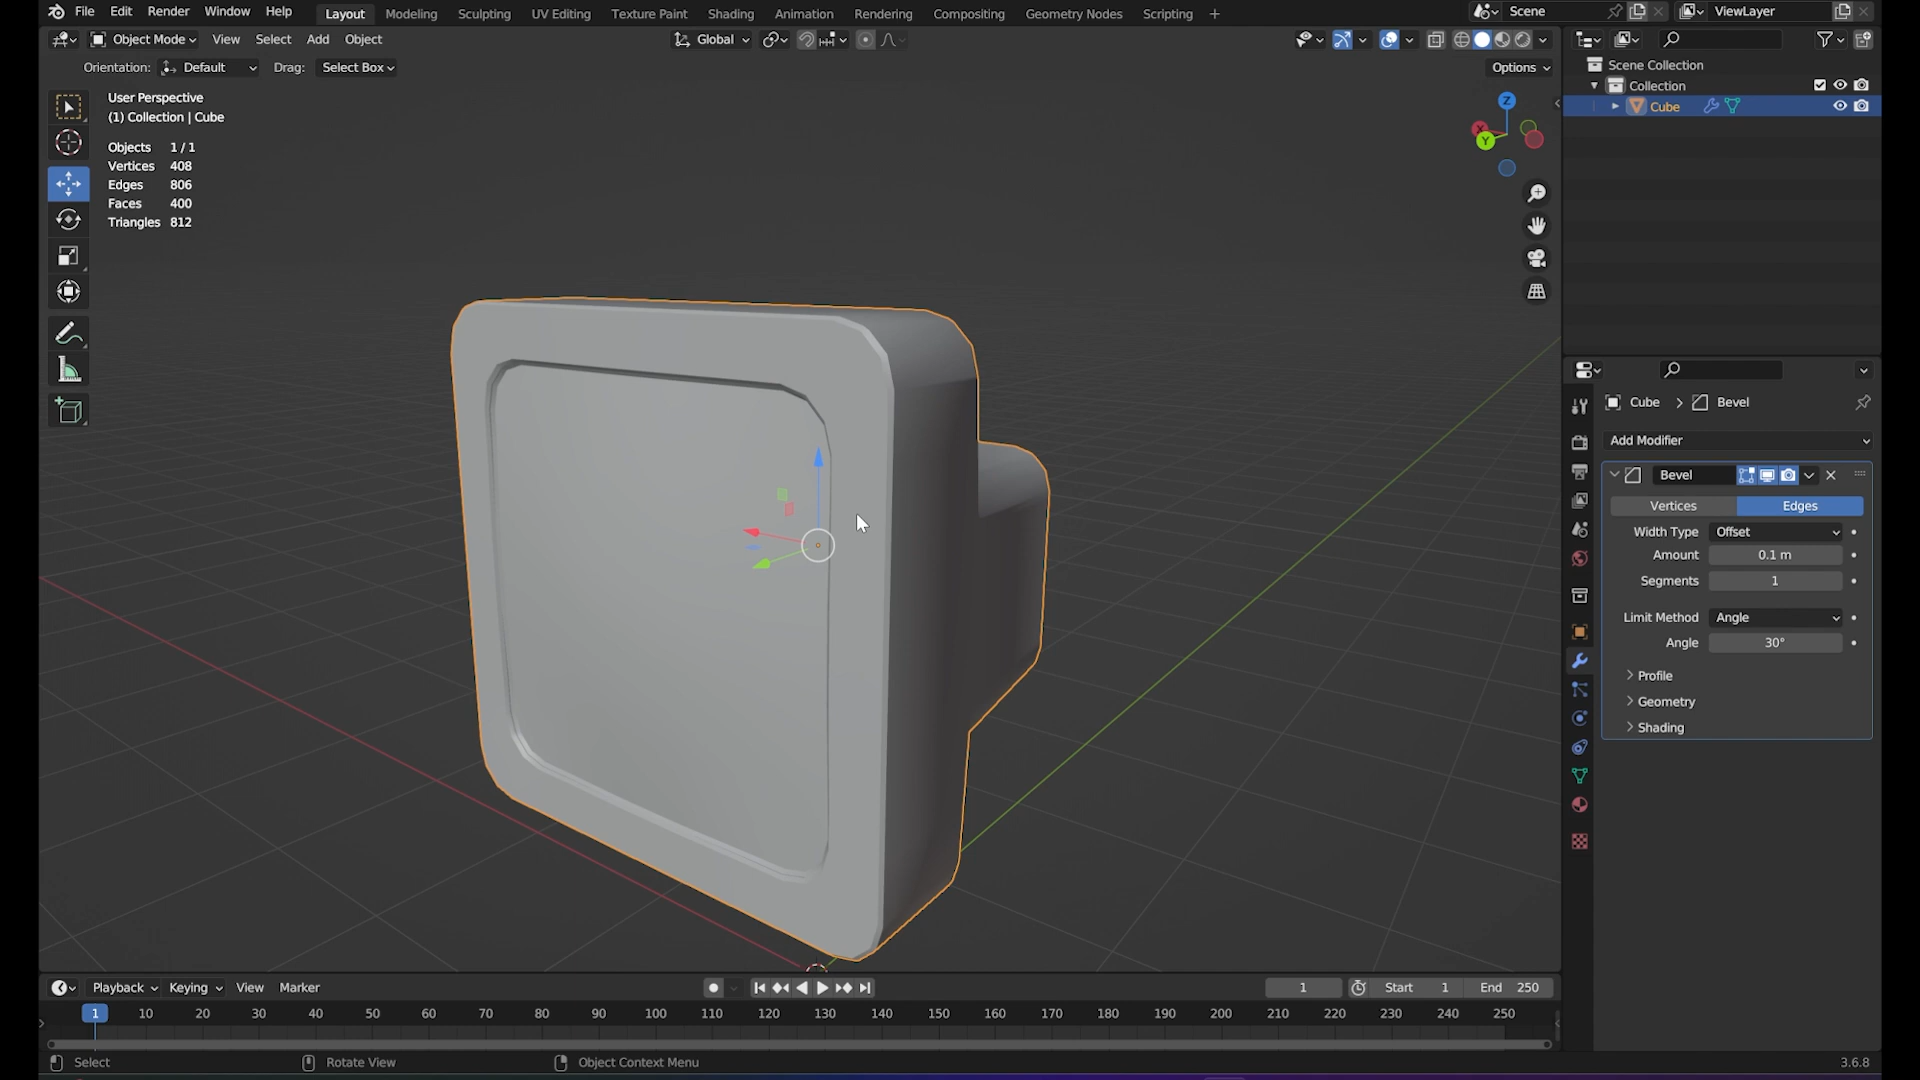 File Edit Render Window Help Layout Modeling Sculpting UV Editing Texture Paint Shading Animation Rendering Compositing Geometry Nodes Scripting + Scene ViewLayer
Object Mode View Select Add Object Global
Orientation: Default Drag: Select Box Options
User Perspective
(1) Collection | Cube
Objects 1/1
Vertices 408
Edges 806
Faces 400
Triangles 812
Z
X
Y
Scene Collection
Collection
Cube
Cube > Bevel
Add Modifier
Bevel
Vertices Edges
Width Type Offset
Amount 0.1 m
Segments 1
Limit Method Angle
Angle 30°
Profile
Geometry
Shading
Playback Keying View Marker 1 Start 1 End 250
1 10 20 30 40 50 60 70 80 90 100 110 120 130 140 150 160 170 180 190 200 210 220 230 240 250
Select Rotate View Object Context Menu 3.6.8